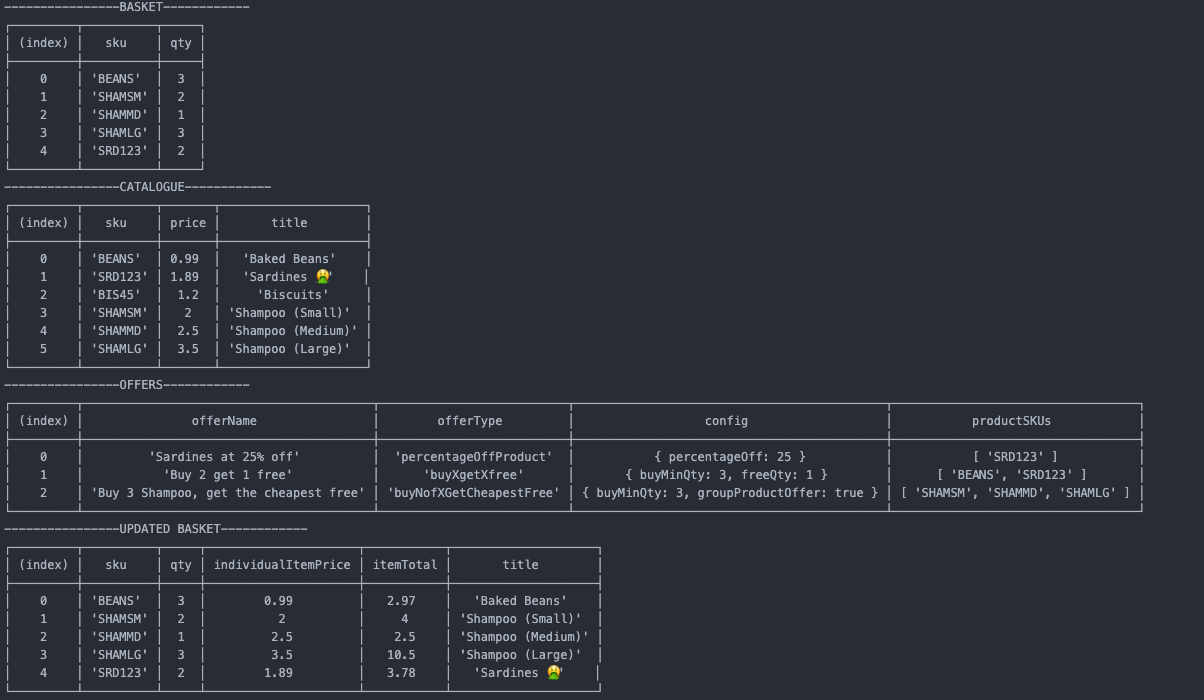 ----------------BASKET------------
(index) sku qty
0 'BEANS' 3
1 'SHAMSM' 2
2 'SHAMMD' 1
3 'SHAMLG' 3
4 'SRD123' 2
----------------CATALOGUE------------
(index) sku price title
0 'BEANS' 0.99 'Baked Beans'
1 'SRD123' 1.89 'Sardines 🤮'
2 'BIS45' 1.2 'Biscuits'
3 'SHAMSM' 2 'Shampoo (Small)'
4 'SHAMMD' 2.5 'Shampoo (Medium)'
5 'SHAMLG' 3.5 'Shampoo (Large)'
----------------OFFERS------------
(index) offerName offerType config productSKUs
0 'Sardines at 25% off' 'percentageOffProduct' { percentageOff: 25 } [ 'SRD123' ]
1 'Buy 2 get 1 free' 'buyXgetXfree' { buyMinQty: 3, freeQty: 1 } [ 'BEANS', 'SRD123' ]
2 'Buy 3 Shampoo, get the cheapest free' 'buyNofXGetCheapestFree' { buyMinQty: 3, groupProductOffer: true } [ 'SHAMSM', 'SHAMMD', 'SHAMLG' ]
----------------UPDATED BASKET------------
(index) sku qty individualItemPrice itemTotal title
0 'BEANS' 3 0.99 2.97 'Baked Beans'
1 'SHAMSM' 2 2 4 'Shampoo (Small)'
2 'SHAMMD' 1 2.5 2.5 'Shampoo (Medium)'
3 'SHAMLG' 3 3.5 10.5 'Shampoo (Large)'
4 'SRD123' 2 1.89 3.78 'Sardines 🤮'